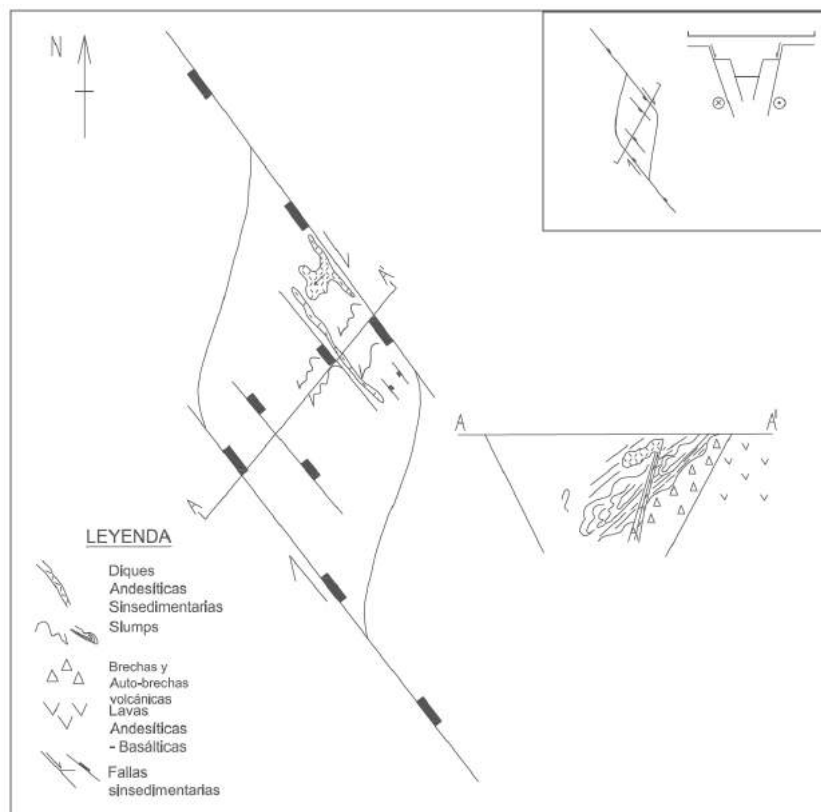 N
A'
A
A
A'
LEYENDA
Diques
Andesíticas
Sinsedimentarias
Slumps
Brechas y
Auto-brechas
volcánicas
Lavas
Andesíticas
- Basálticas
Fallas
sinsedimentarias